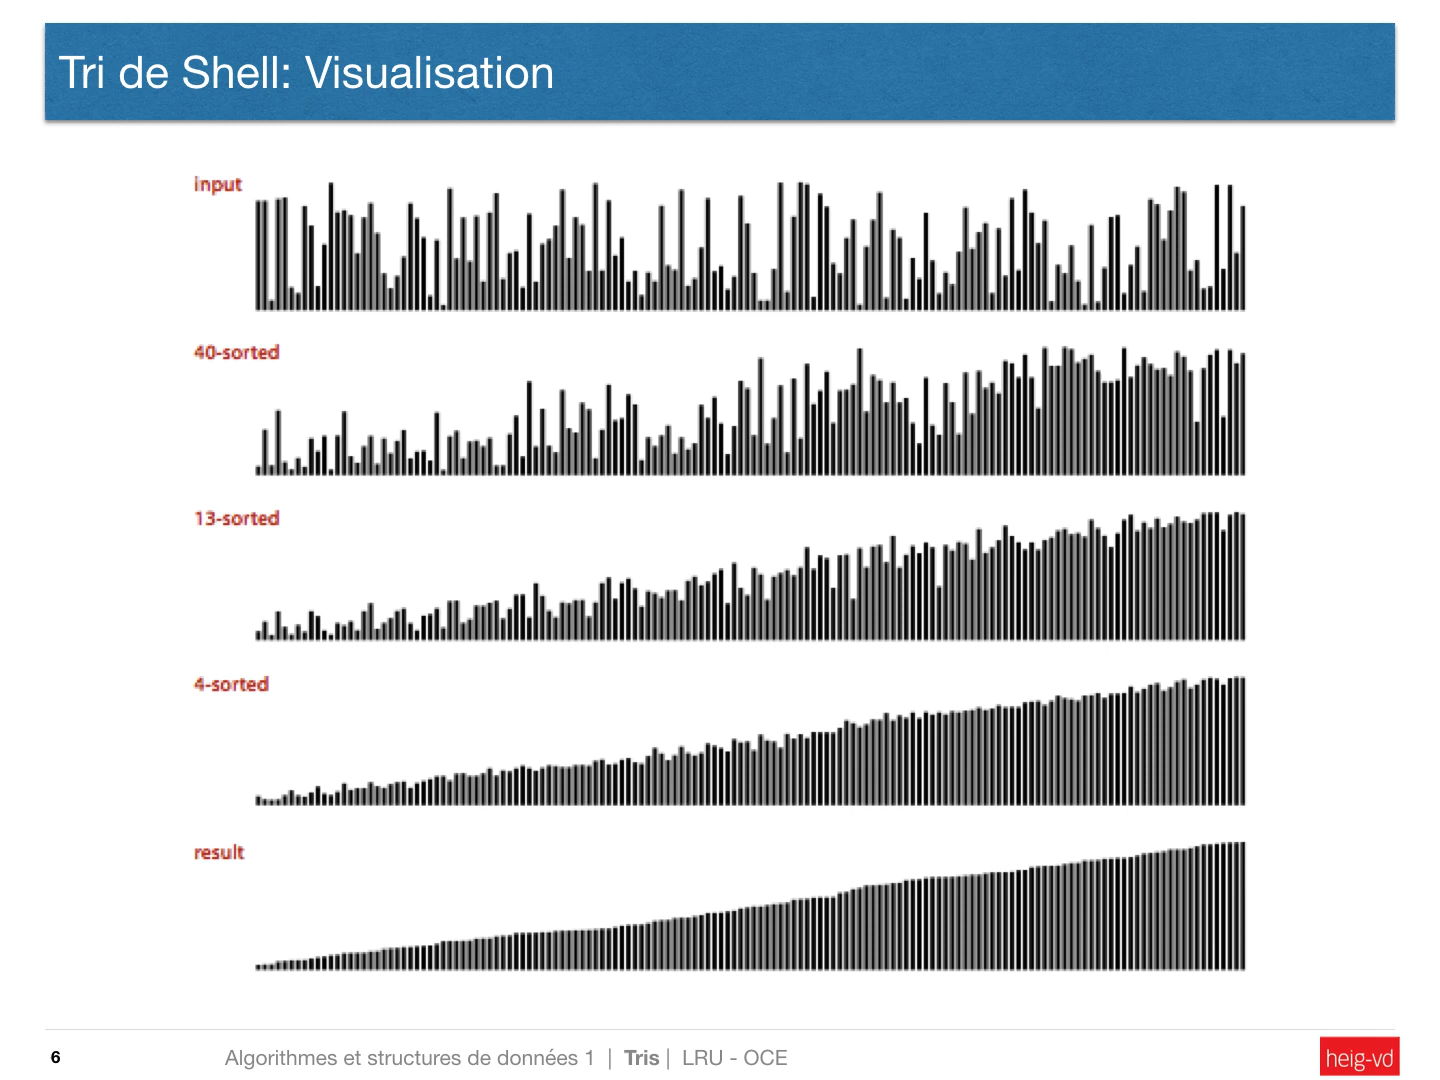 Tri de Shell: Visualisation
input
40-sorted
13-sorted
4-sorted
result
6 Algorithmes et structures de données 1 | Tris | LRU - OCE heig-vd